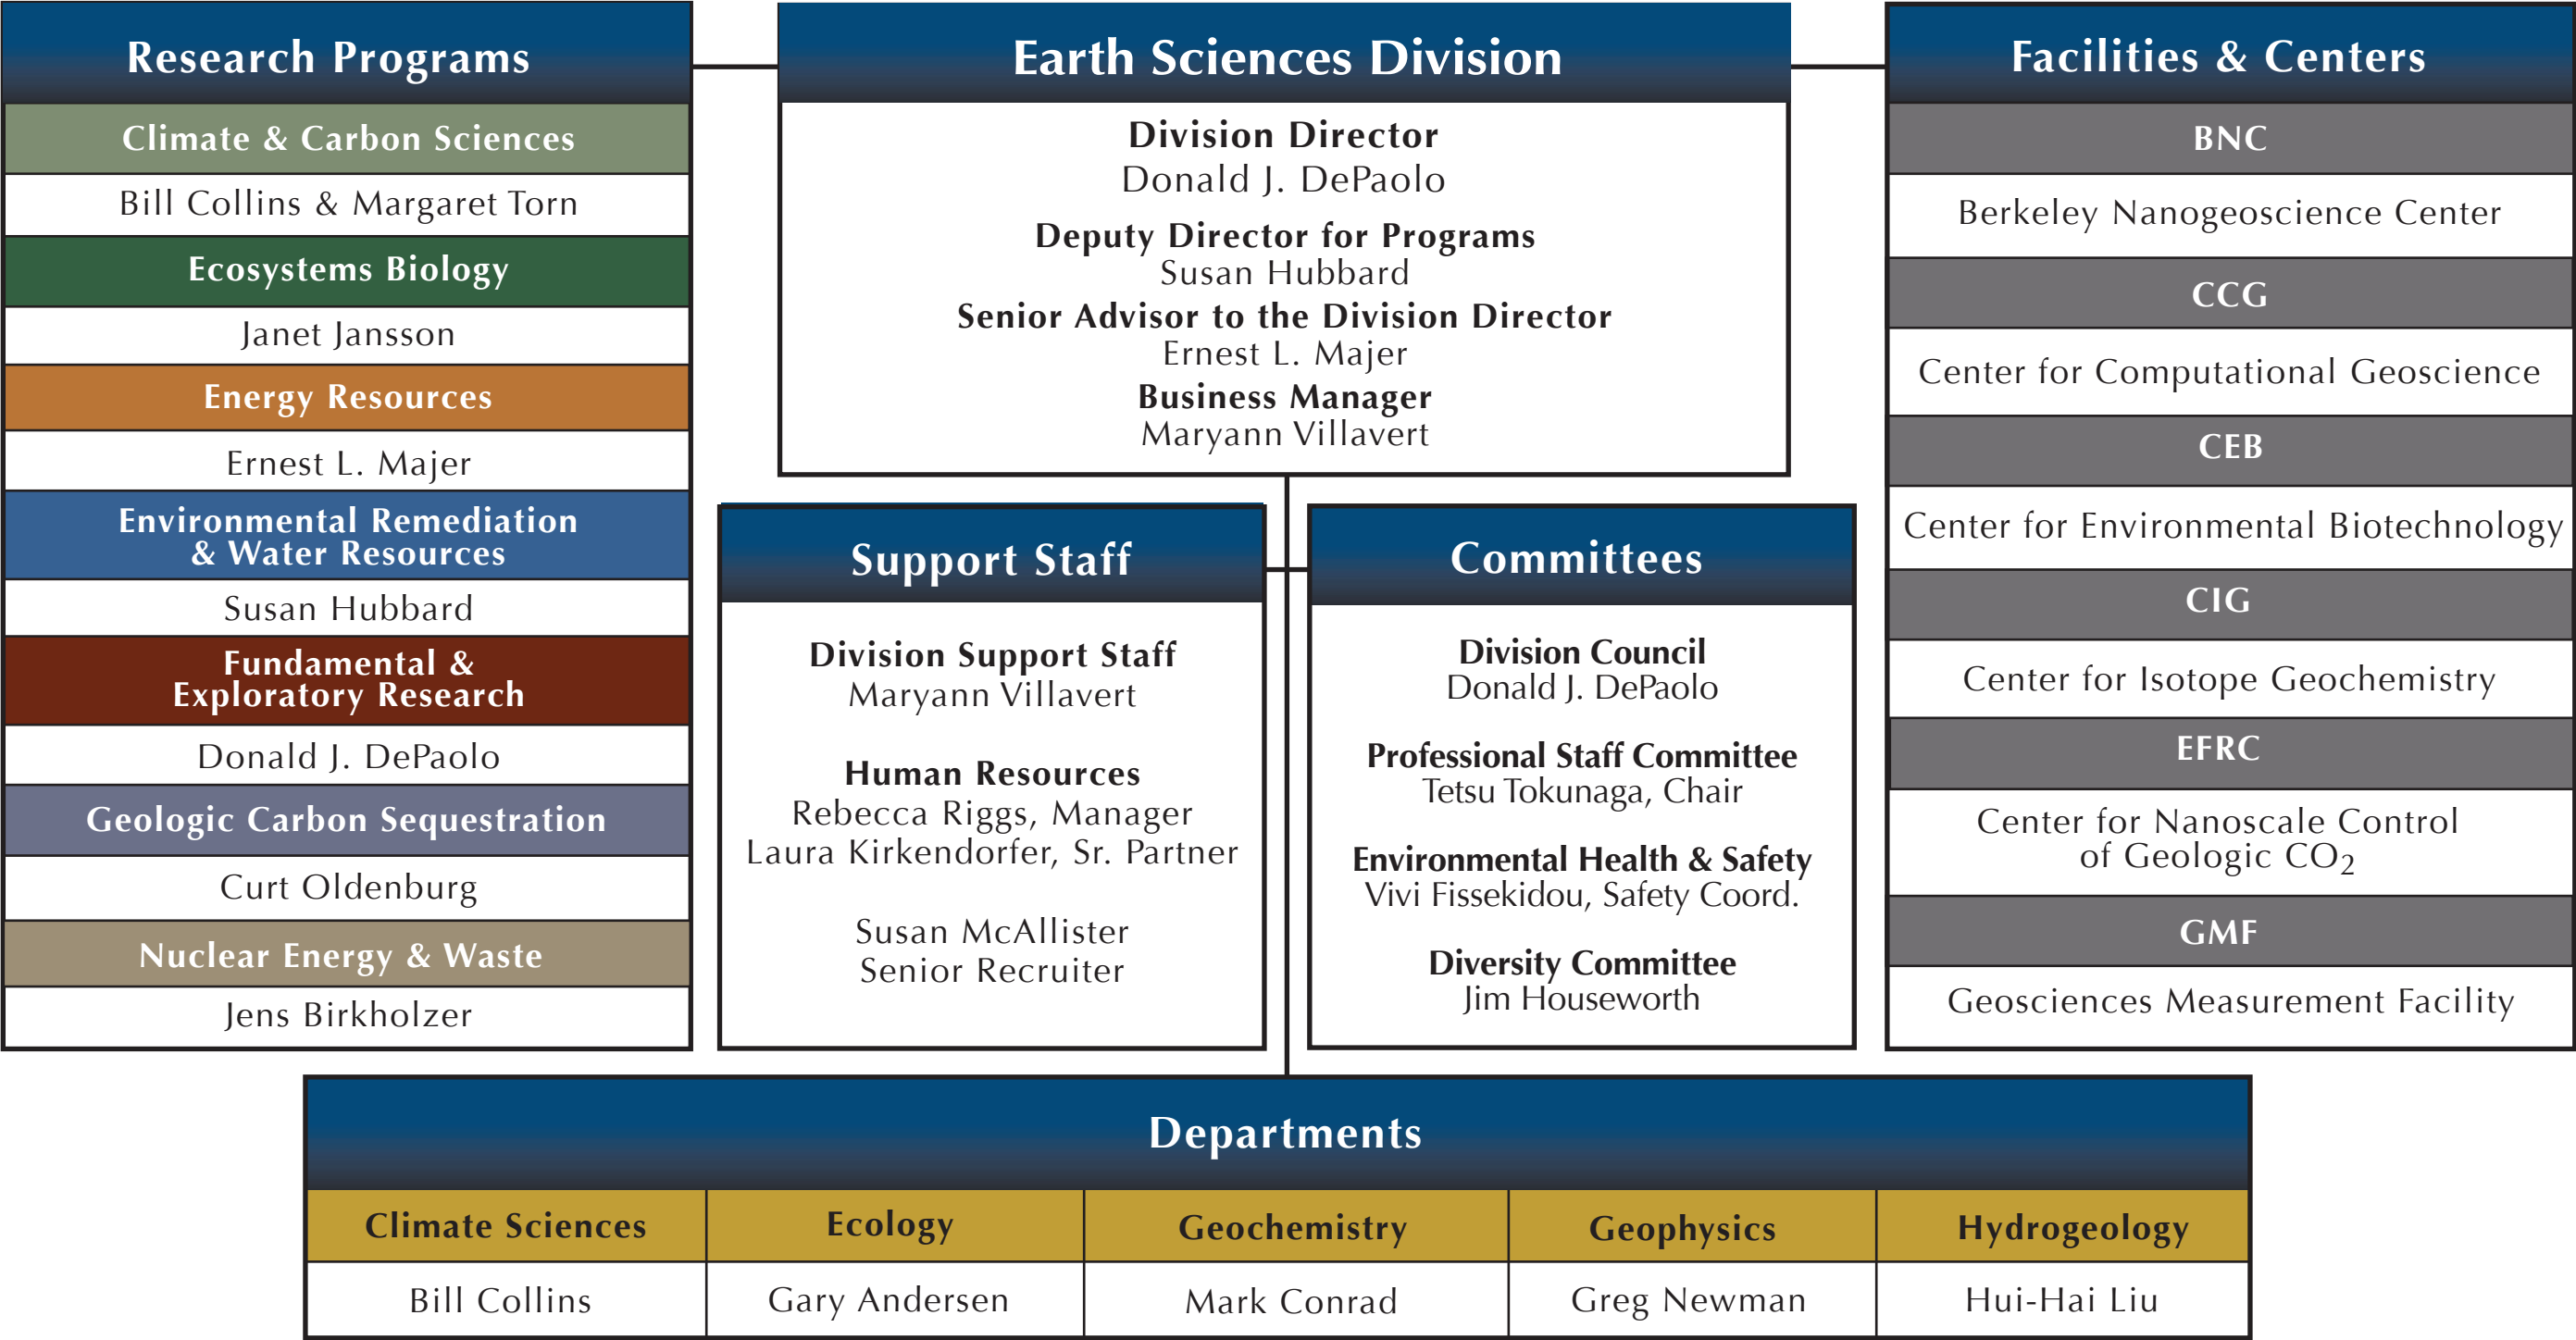 Research Programs
Climate & Carbon Sciences
Bill Collins & Margaret Torn
Ecosystems Biology
Janet Jansson
Energy Resources
Ernest L. Majer
Environmental Remediation
& Water Resources
Susan Hubbard
Fundamental &
Exploratory Research
Donald J. DePaolo
Geologic Carbon Sequestration
Curt Oldenburg
Nuclear Energy & Waste
Jens Birkholzer
Earth Sciences Division
Division Director
Donald J. DePaolo
Deputy Director for Programs
Susan Hubbard
Senior Advisor to the Division Director
Ernest L. Majer
Business Manager
Maryann Villavert
Support Staff
Division Support Staff
Maryann Villavert
Human Resources
Rebecca Riggs, Manager
Laura Kirkendorfer, Sr. Partner
Susan McAllister
Senior Recruiter
Committees
Division Council
Donald J. DePaolo
Professional Staff Committee
Tetsu Tokunaga, Chair
Environmental Health & Safety
Vivi Fissekidou, Safety Coord.
Diversity Committee
Jim Houseworth
Facilities & Centers
BNC
Berkeley Nanogeoscience Center
CCG
Center for Computational Geoscience
CEB
Center for Environmental Biotechnology
CIG
Center for Isotope Geochemistry
EFRC
Center for Nanoscale Control
of Geologic CO2
GMF
Geosciences Measurement Facility
Departments
Climate Sciences
Bill Collins
Ecology
Gary Andersen
Geochemistry
Mark Conrad
Geophysics
Greg Newman
Hydrogeology
Hui-Hai Liu